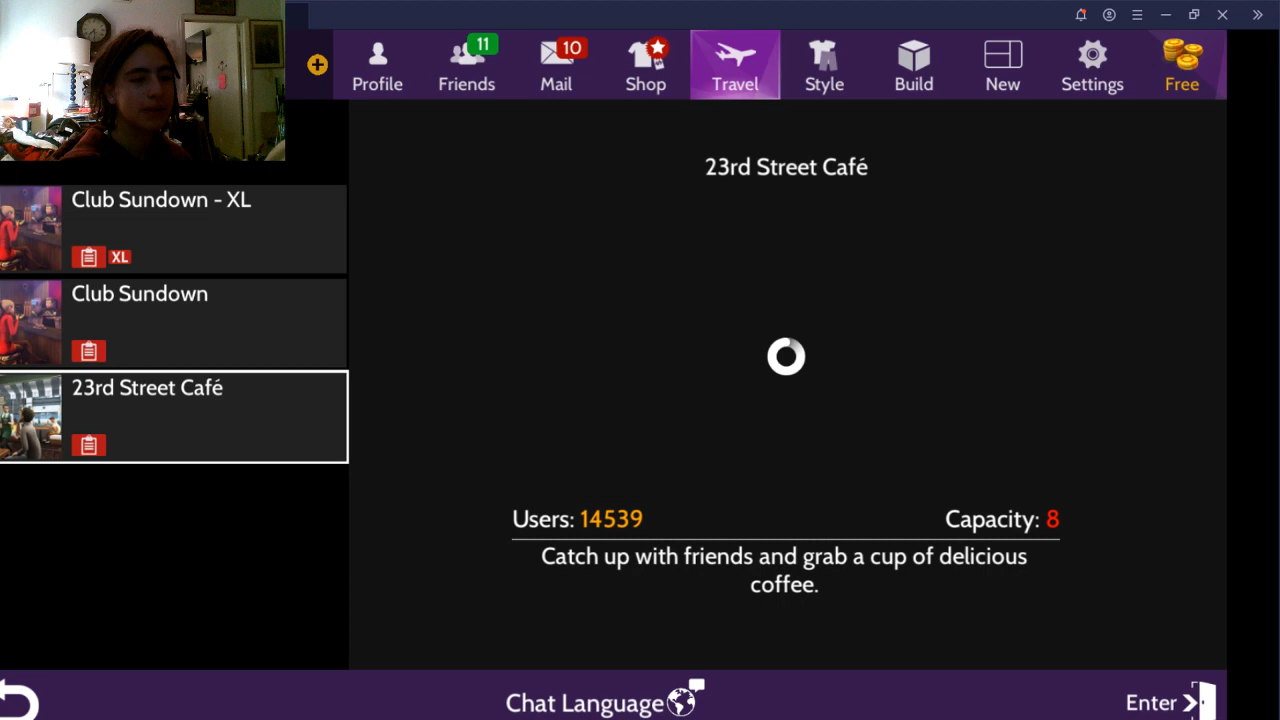 11
10
Profile
Friends
Mail
Shop
Travel
Style
Build
New
Settings
Free
23rd Street Café
Club Sundown - XL
XL
Club Sundown
23rd Street Café
Users: 14539
Capacity: 8
Catch up with friends and grab a cup of delicious
coffee.
Chat Language
Enter